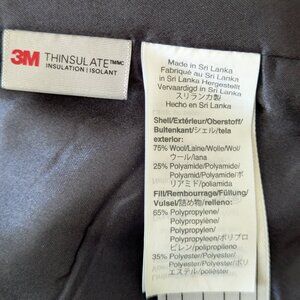 3M THINSULATE™/MC
INSULATION | ISOLANT
Made in Sri Lanka
Fabriqué au Sri Lanka
in Sri Lanka Hergestellt
Vervaardigd in Sri Lanka
スリランカ製
Hecho en Sri Lanka
Shell/Extérieur/Oberstoff/
Buitenkant/シェル/tela
exterior:
75% Wool/Laine/Wolle/Wol/
ウール/lana
25% Polyamide/Polyamide/
Polyamid/Polyamide/ポ
リアミド/poliamida
Fill/Rembourrage/Füllung/
Vulsel/詰め物/relleno:
65% Polypropylene/
Polypropylène/
Polypropylen/
Polypropyleen/ポリプロ
ピレン/polipropileno
35% Polyester/Polyester/
Polyester/Polyester/ポリ
エステル/poliéster